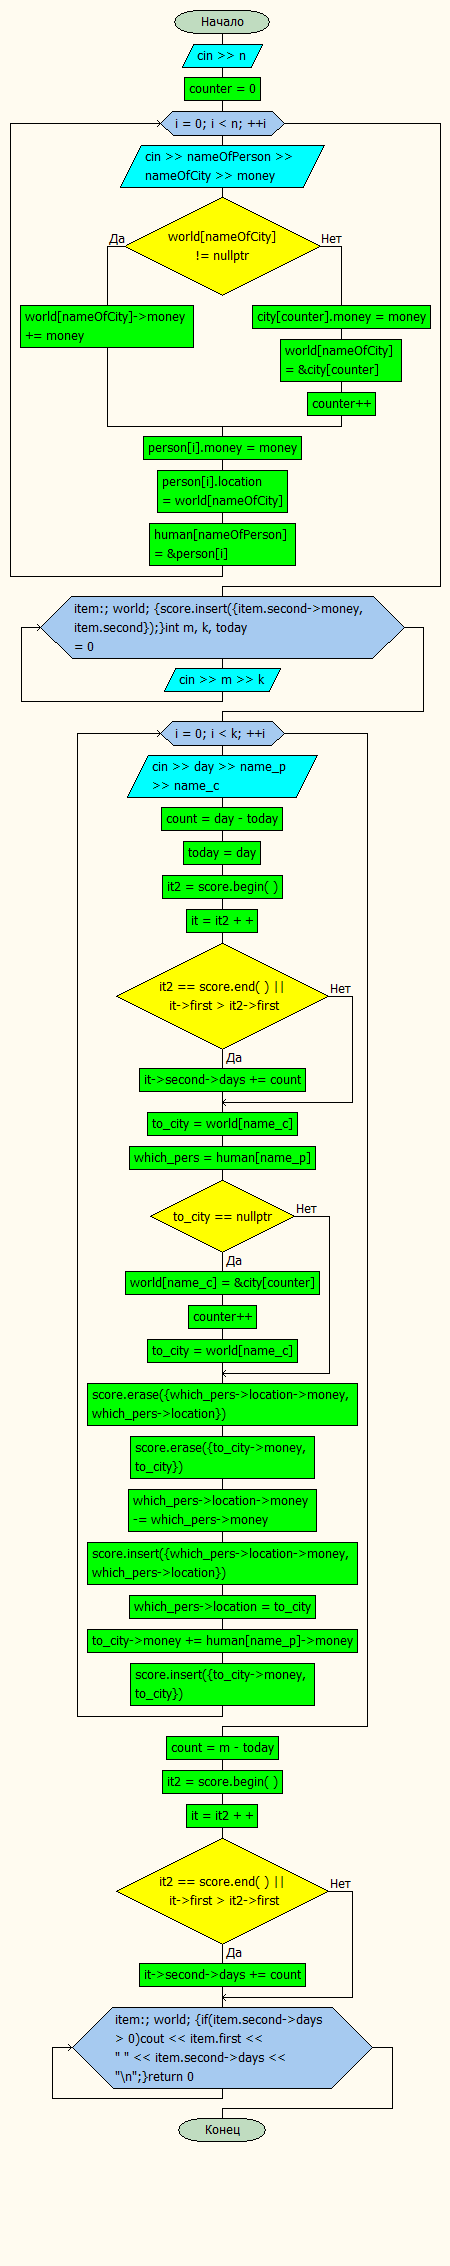 Начало
cin >> n
counter = 0
i = 0; i < n; ++i
cin >> nameOfPerson >>
nameOfCity >> money
world[nameOfCity]
!= nullptr
Да
Нет
world[nameOfCity]->money
+= money
city[counter].money = money
world[nameOfCity]
= &city[counter]
counter++
person[i].money = money
person[i].location
= world[nameOfCity]
human[nameOfPerson]
= &person[i]
item:; world; {score.insert({item.second->money,
item.second});}int m, k, today
= 0
cin >> m >> k
i = 0; i < k; ++i
cin >> day >> name_p
>> name_c
count = day - today
today = day
it2 = score.begin( )
it = it2 + +
it2 == score.end( ) ||
it->first > it2->first
Нет
Да
it->second->days += count
to_city = world[name_c]
which_pers = human[name_p]
to_city == nullptr
Нет
Да
world[name_c] = &city[counter]
counter++
to_city = world[name_c]
score.erase({which_pers->location->money,
which_pers->location})
score.erase({to_city->money,
to_city})
which_pers->location->money
-= which_pers->money
score.insert({which_pers->location->money,
which_pers->location})
which_pers->location = to_city
to_city->money += human[name_p]->money
score.insert({to_city->money,
to_city})
count = m - today
it2 = score.begin( )
it = it2 + +
it2 == score.end( ) ||
it->first > it2->first
Нет
Да
it->second->days += count
item:; world; {if(item.second->days
> 0)cout << item.first <<
" " << item.second->days <<
"\n";}return 0
Конец